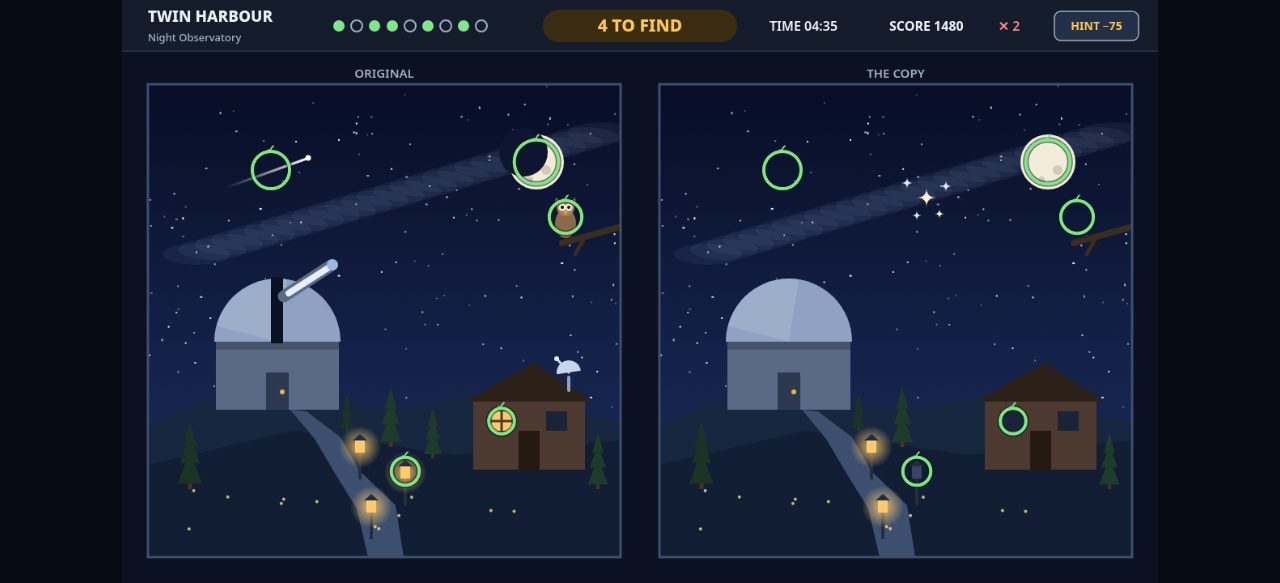 TWIN HARBOUR
Night Observatory
4 TO FIND
TIME 04:35
SCORE 1480
✕ 2
HINT −75
ORIGINAL
THE COPY